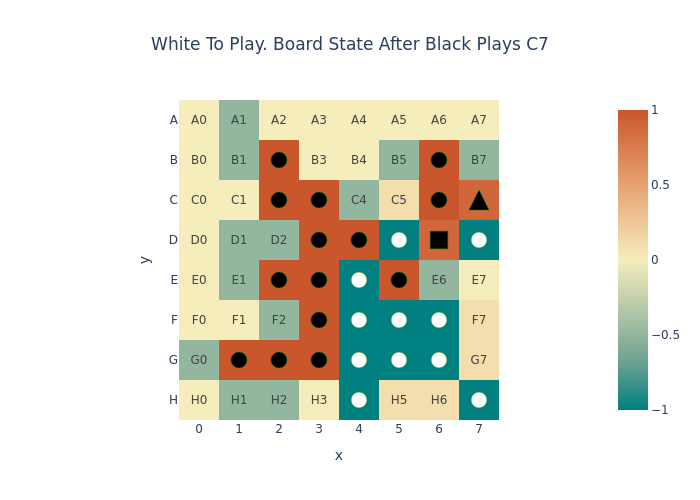 White To Play. Board State After Black Plays C7
A A0 A1 A2 A3 A4 A5 A6 A7
B B0 B1 B3 B4 B5 B7
C C0 C1 C4 C5
D D0 D1 D2
E E0 E1 E6 E7
F F0 F1 F2 F7
G G0 G7
H H0 H1 H2 H3 H5 H6
0 1 2 3 4 5 6 7
x
y
1
0.5
0
−0.5
−1